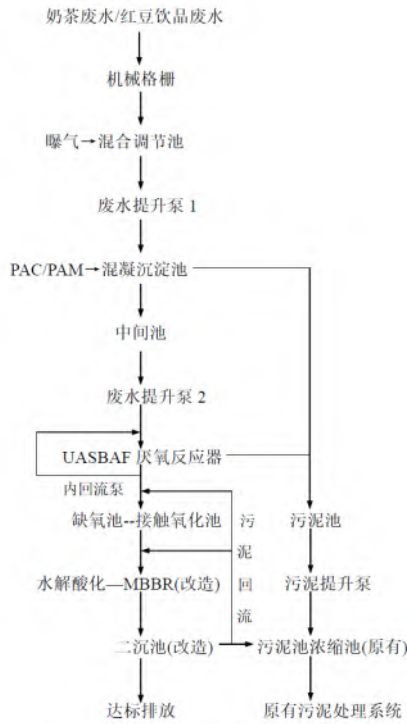 奶茶废水/红豆饮品废水
机械格栅
曝气→混合调节池
废水提升泵 1
PAC/PAM→混凝沉淀池
中间池
废水提升泵 2
UASBAF 厌氧反应器
内回流泵
缺氧池--接触氧化池
污泥回流
污泥池
水解酸化—MBBR(改造)
污泥提升泵
二沉池(改造)
污泥池浓缩池(原有)
达标排放
原有污泥处理系统